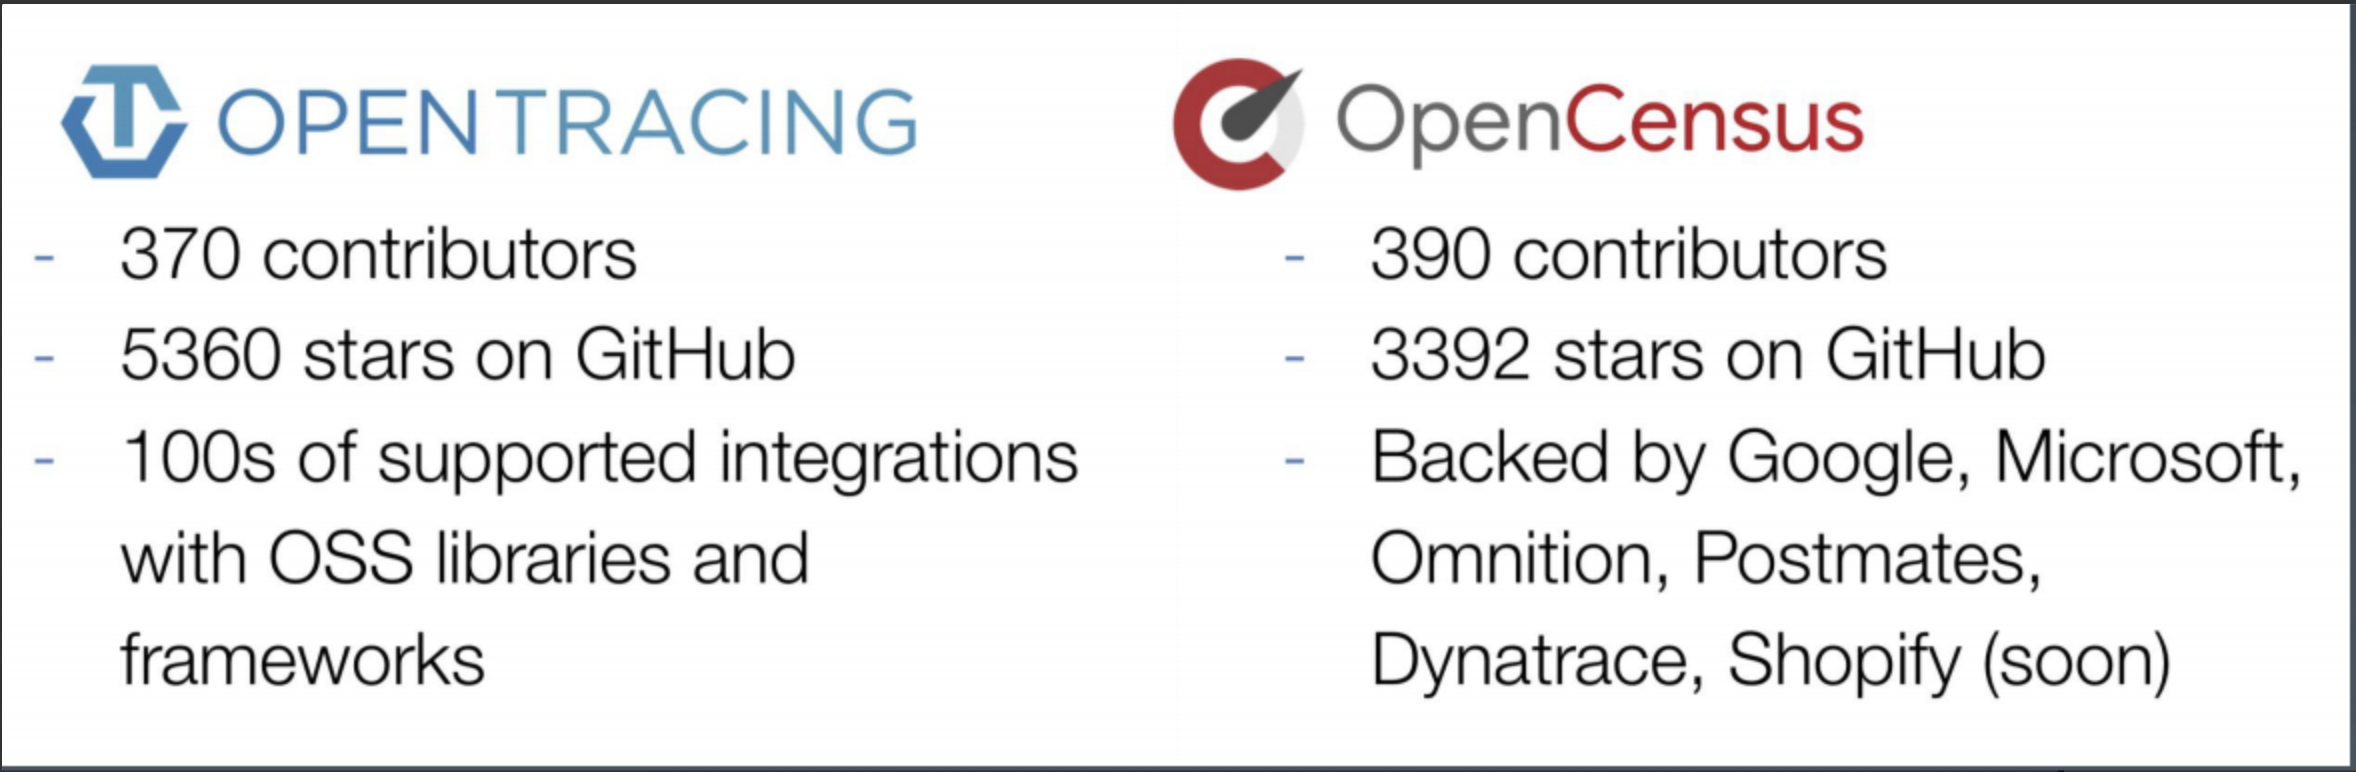 OPENTRACING
- 370 contributors
- 5360 stars on GitHub
- 100s of supported integrations
with OSS libraries and
frameworks
OpenCensus
- 390 contributors
- 3392 stars on GitHub
- Backed by Google, Microsoft,
Omnition, Postmates,
Dynatrace, Shopify (soon)